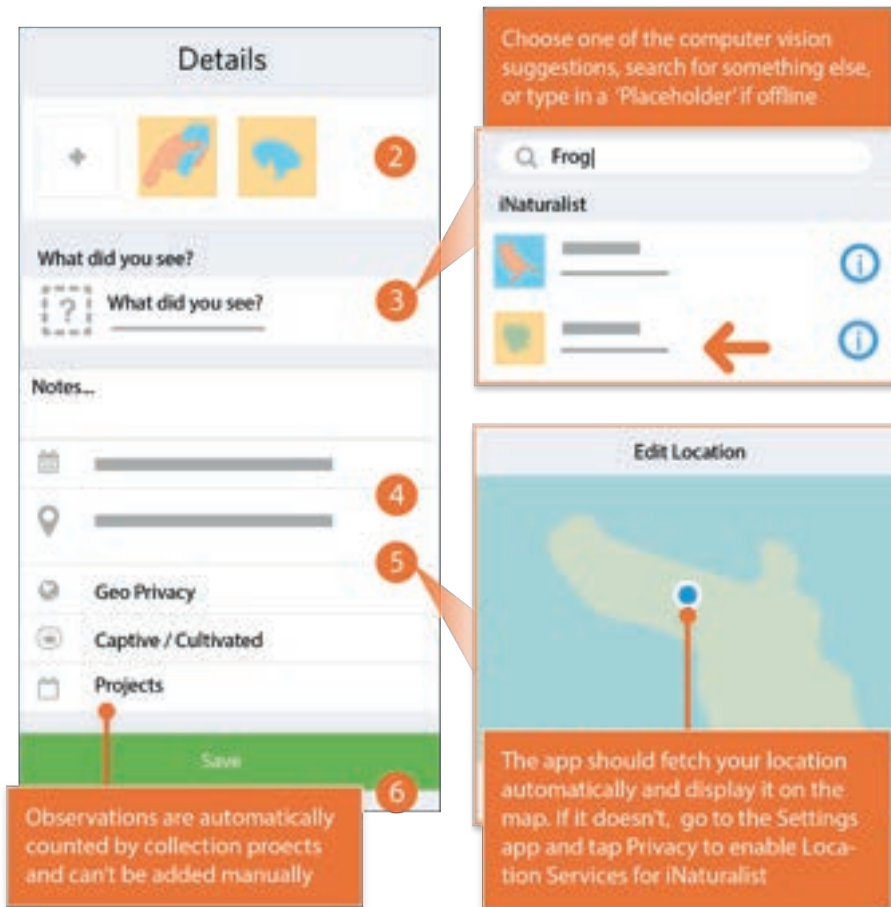 Details
2
What did you see?
?
What did you see?
3
Notes...
4
5
Geo Privacy
Captive / Cultivated
Projects
Save
6
Observations are automatically
counted by collection proects
and can't be added manually
Choose one of the computer vision
suggestions, search for something else,
or type in a 'Placeholder' if offline
Frog
iNaturalist
i
i
Edit Location
The app should fetch your location
automatically and display it on the
map. If it doesn't, go to the Settings
app and tap Privacy to enable Loca-
tion Services for iNaturalist